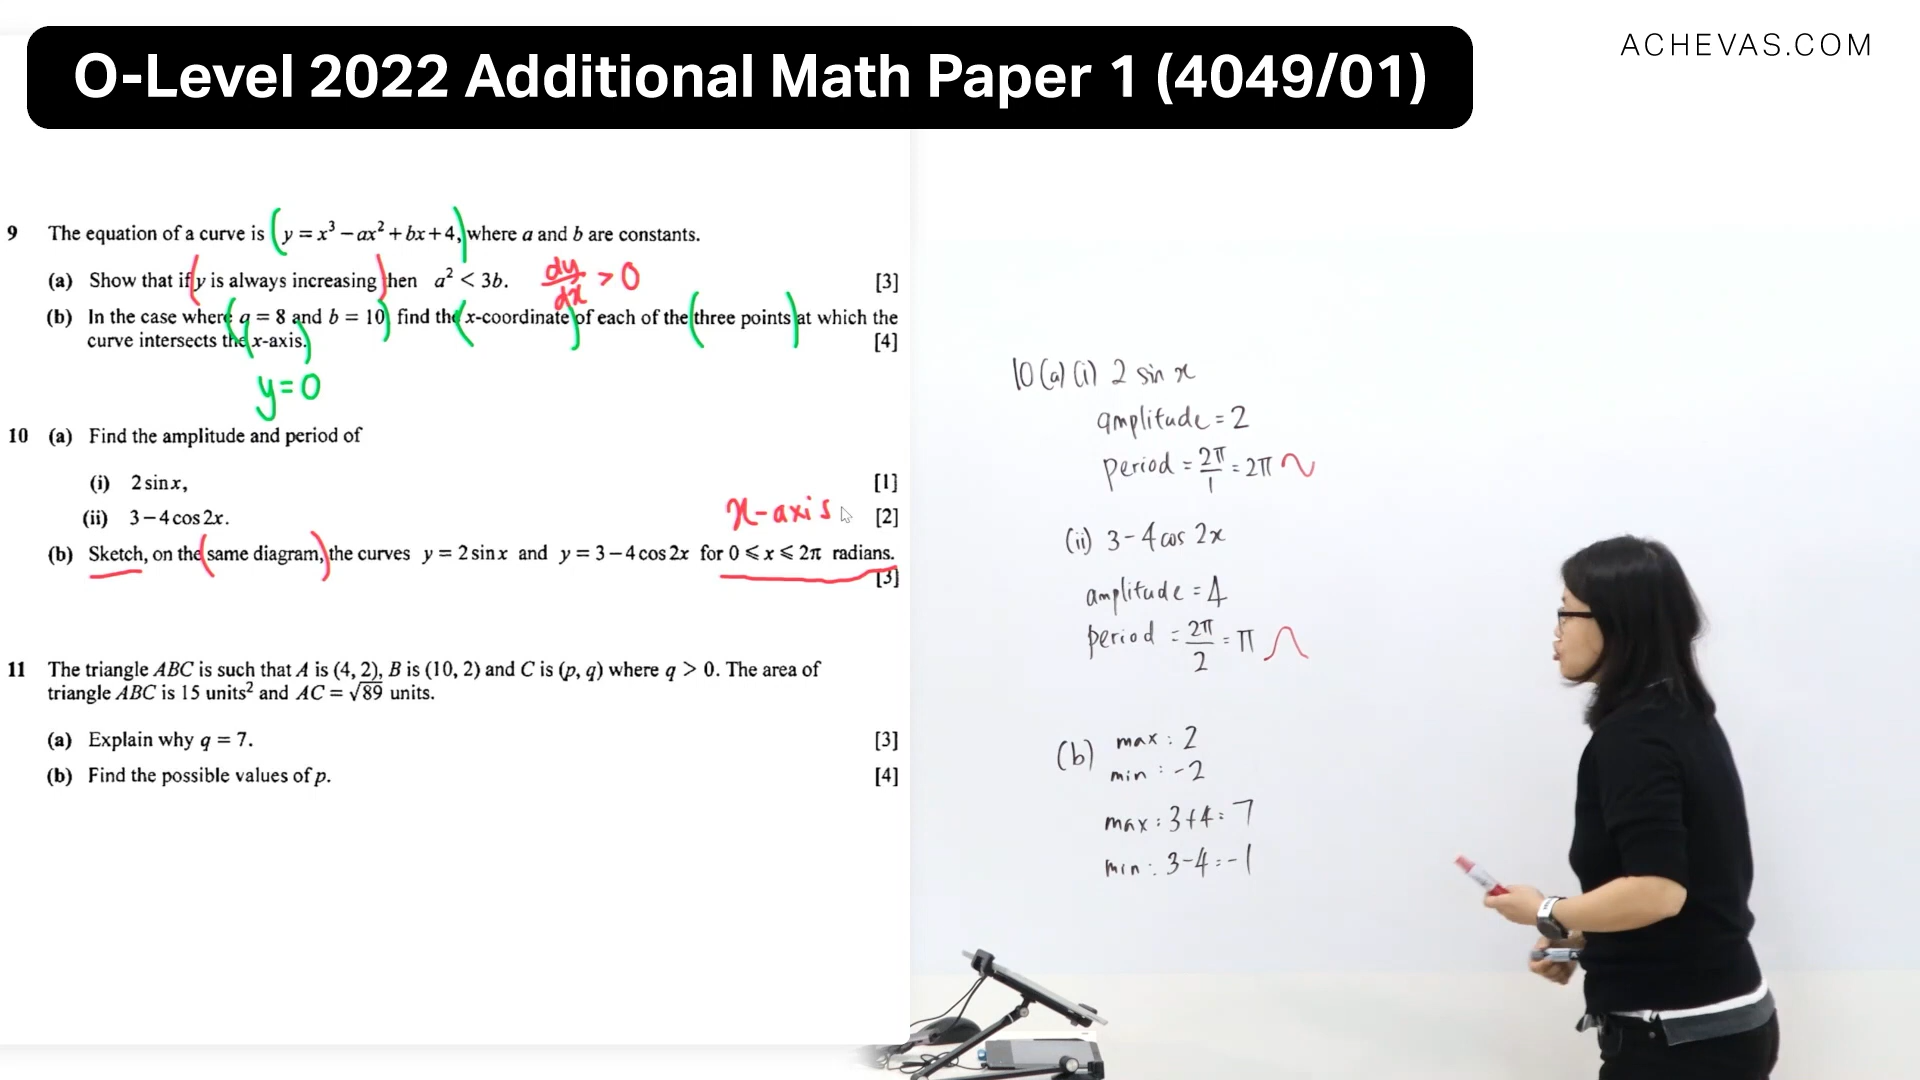 O-Level 2022 Additional Math Paper 1 (4049/01)
ACHEVAS.COM
9 The equation of a curve is (y = x³ − ax² + bx + 4,) where a and b are constants.
(a) Show that if (y is always increasing) then a² < 3b. dy/dx > 0 [3]
(b) In the case where (a = 8 and b = 10) find the (x-coordinate) of each of the (three points) at which the
curve intersects the (x-axis.) [4]
y=0
10 (a) Find the amplitude and period of
(i) 2 sin x, [1]
(ii) 3 − 4 cos 2x. x-axis [2]
(b) Sketch, on the (same diagram,) the curves y = 2 sin x and y = 3 − 4 cos 2x for 0 ⩽ x ⩽ 2π radians.
[3]
11 The triangle ABC is such that A is (4, 2), B is (10, 2) and C is (p, q) where q > 0. The area of
triangle ABC is 15 units² and AC = √89 units.
(a) Explain why q = 7. [3]
(b) Find the possible values of p. [4]
10 (a) (i) 2 sin x
amplitude = 2
period = 2π/1 = 2π
(ii) 3 - 4 cos 2x
amplitude = 4
period = 2π/2 = π
(b) max : 2
min : -2
max : 3+4 = 7
min : 3-4 = -1